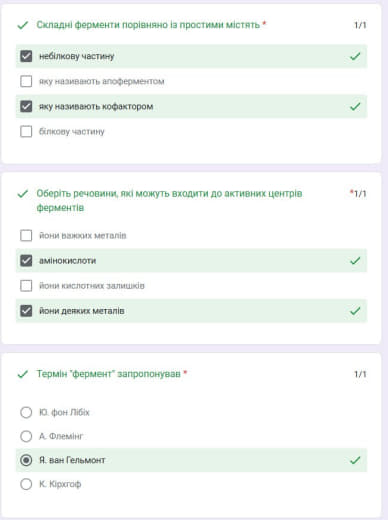 Складні ферменти порівняно із простими містять * 1/1
небілкову частину
яку називають апоферментом
яку називають кофактором
білкову частину
Оберіть речовини, які можуть входити до активних центрів *1/1
ферментів
йони важких металів
амінокислоти
йони кислотних залишків
йони деяких металів
Термін "фермент" запропонував * 1/1
Ю. фон Лібіх
А. Флемінг
Я. ван Гельмонт
К. Кірхгоф